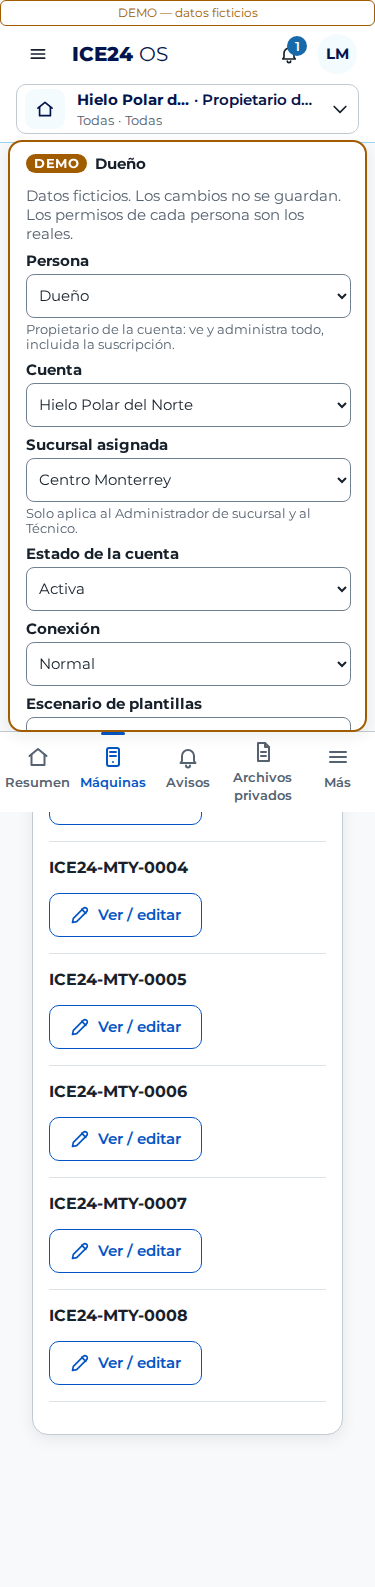 DEMO — datos ficticios
ICE24 OS
1
LM
Hielo Polar d... · Propietario d...
Todas · Todas
DEMO Dueño
Datos ficticios. Los cambios no se guardan.
Los permisos de cada persona son los
reales.
Persona
Dueño
Propietario de la cuenta: ve y administra todo,
incluida la suscripción.
Cuenta
Hielo Polar del Norte
Sucursal asignada
Centro Monterrey
Solo aplica al Administrador de sucursal y al
Técnico.
Estado de la cuenta
Activa
Conexión
Normal
Escenario de plantillas
Resumen
Máquinas
Avisos
Archivos
privados
Más
ICE24-MTY-0004
Ver / editar
ICE24-MTY-0005
Ver / editar
ICE24-MTY-0006
Ver / editar
ICE24-MTY-0007
Ver / editar
ICE24-MTY-0008
Ver / editar